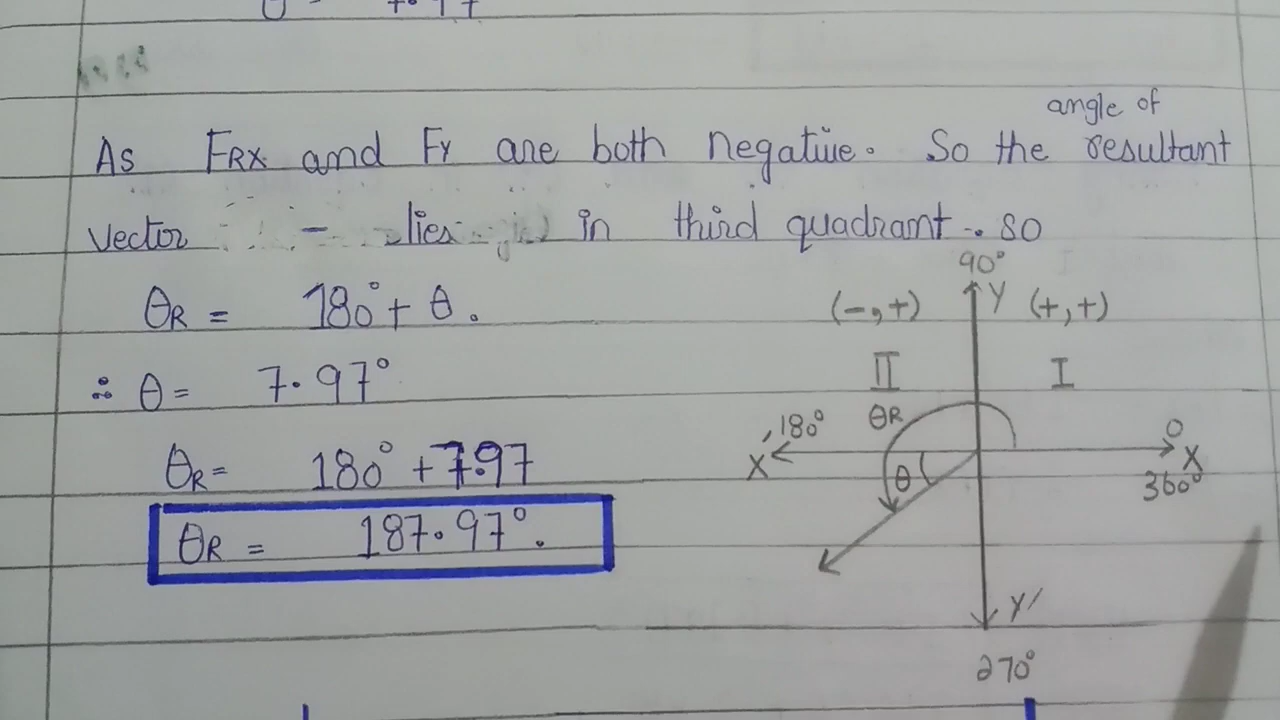 angle of
As FRX and FY are both negative. So the resultant
vector - lies in third quadrant. so
θR = 180° + θ.
∴ θ = 7.97°
θR = 180° + 7.97
θR = 187.97°.
90°
(-,+) Y (+,+)
II I
180° θR 0
X' X
θ 360°
Y'
270°